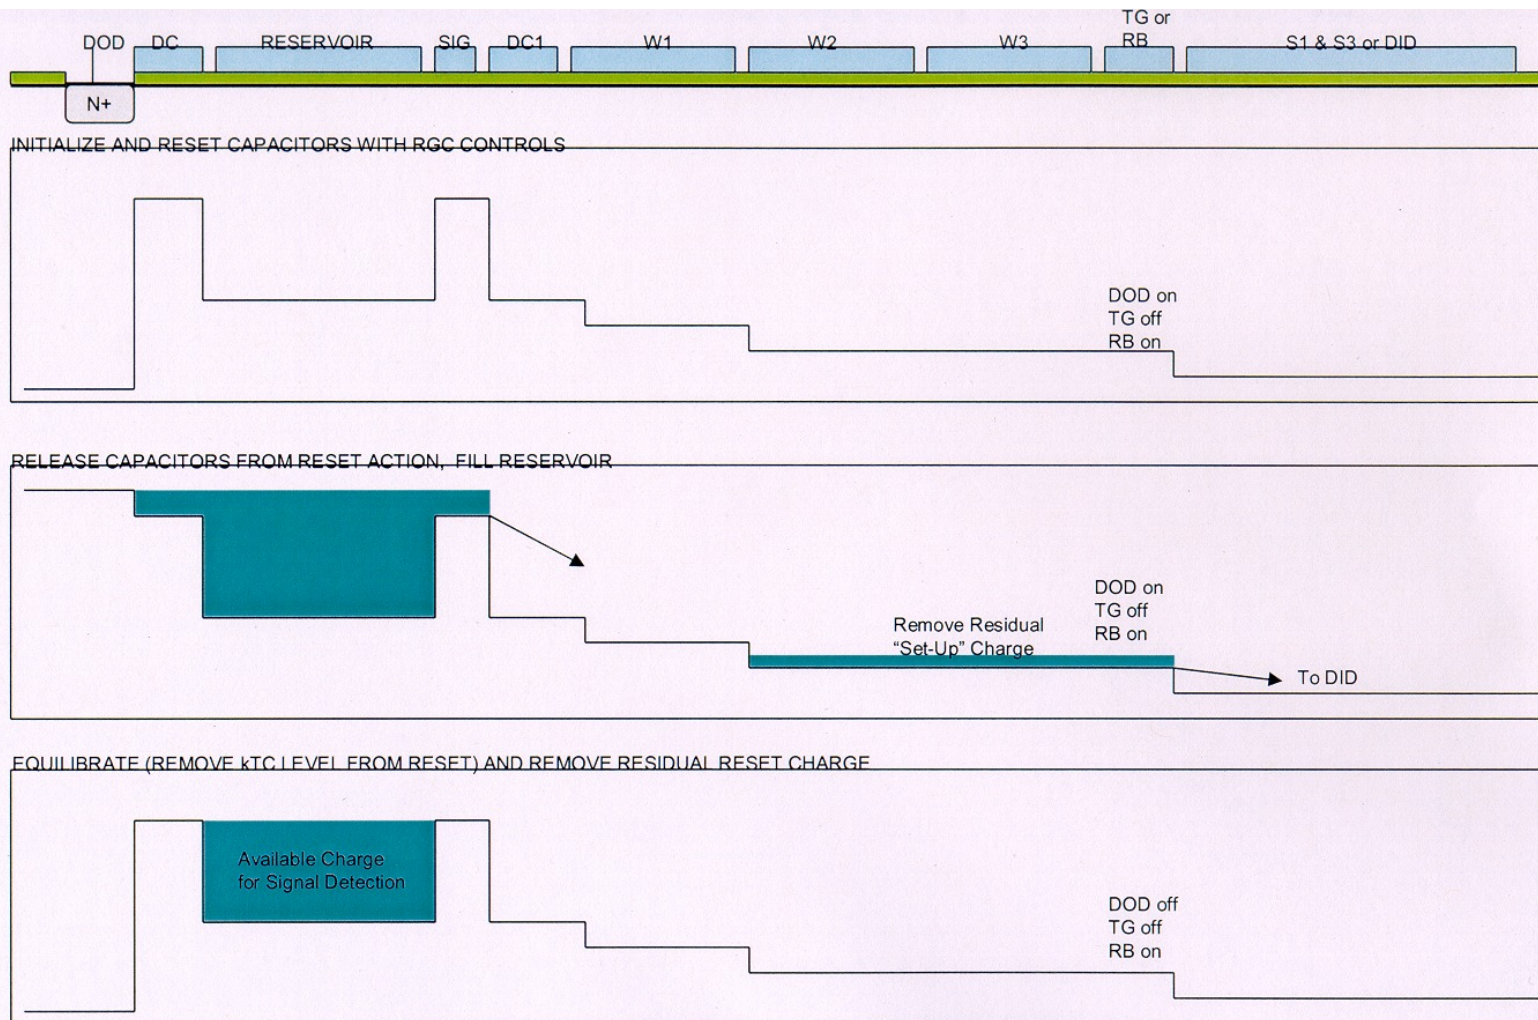 TG or
DOD DC RESERVOIR SIG DC1 W1 W2 W3 RB S1 & S3 or DID
N+
INITIALIZE AND RESET CAPACITORS WITH RGC CONTROLS
DOD on
TG off
RB on
RELEASE CAPACITORS FROM RESET ACTION, FILL RESERVOIR
DOD on
TG off
RB on
Remove Residual
“Set-Up” Charge
To DID
EQUILIBRATE (REMOVE kTC LEVEL FROM RESET) AND REMOVE RESIDUAL RESET CHARGE
Available Charge
for Signal Detection
DOD off
TG off
RB on